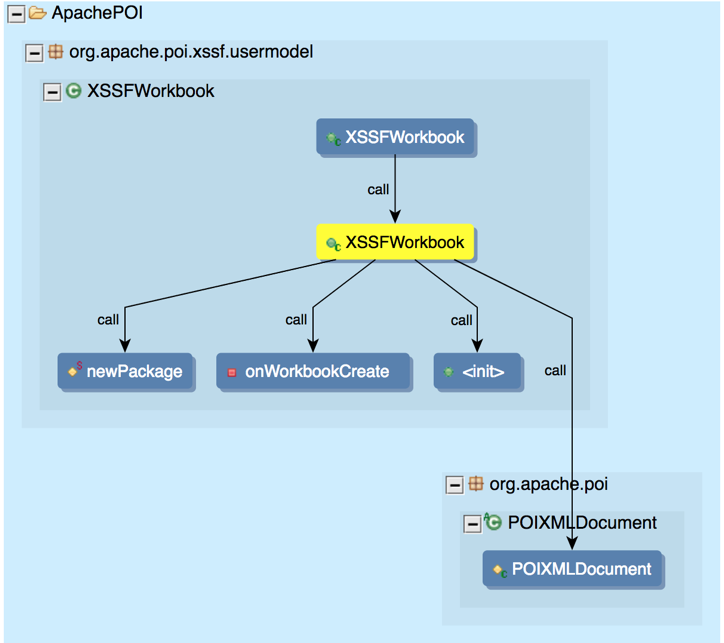 ApachePOI
org.apache.poi.xssf.usermodel
XSSFWorkbook
XSSFWorkbook
call
XSSFWorkbook
call
call
call
newPackage
onWorkbookCreate
<init>
call
org.apache.poi
POIXMLDocument
POIXMLDocument